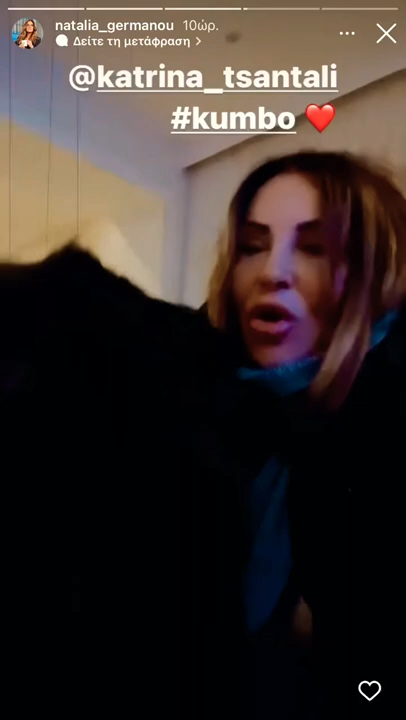 natalia_germanou 10ώρ.
Δείτε τη μετάφραση >
@katrina_tsantali
#kumbo ❤️